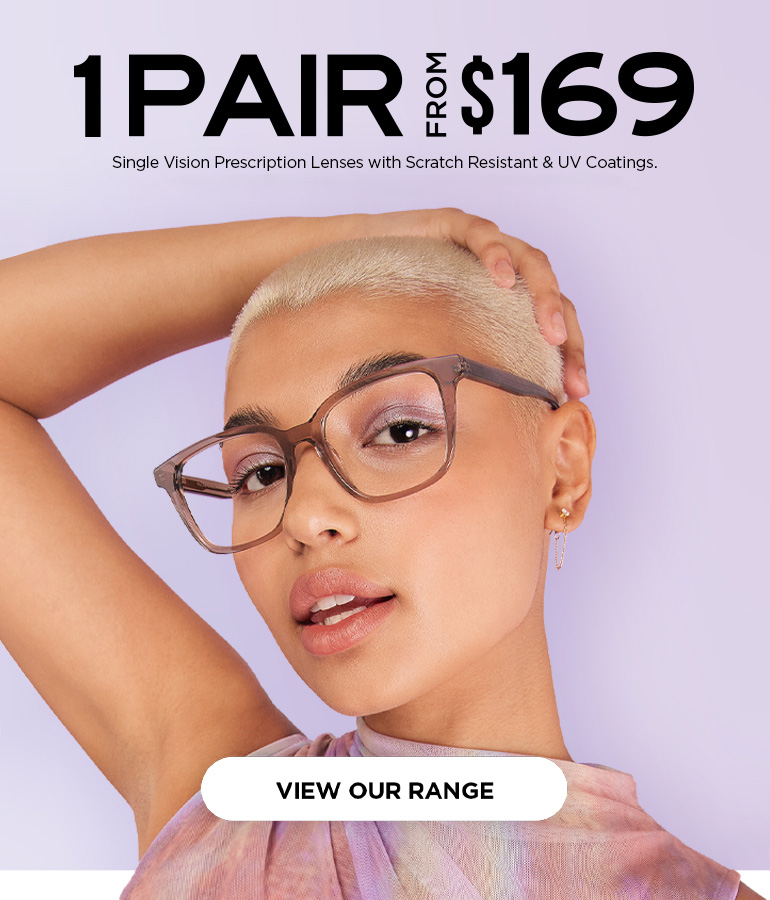 1 PAIR FROM $169
Single Vision Prescription Lenses with Scratch Resistant & UV Coatings.
VIEW OUR RANGE